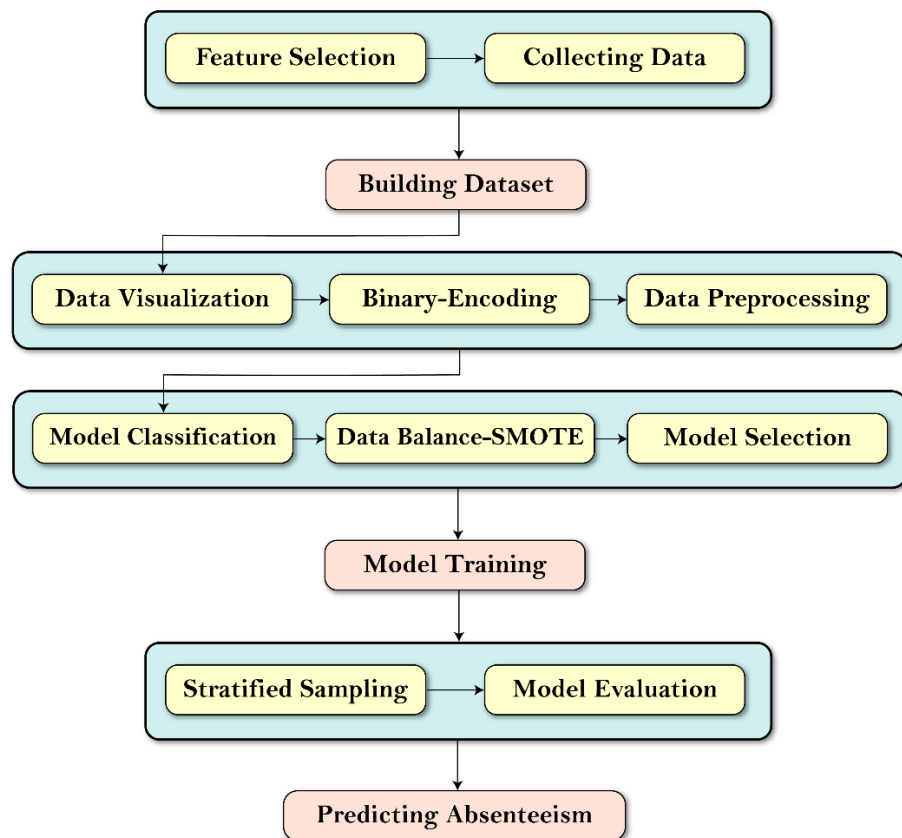 Feature Selection
Collecting Data
Building Dataset
Data Visualization
Binary-Encoding
Data Preprocessing
Model Classification
Data Balance-SMOTE
Model Selection
Model Training
Stratified Sampling
Model Evaluation
Predicting Absenteeism